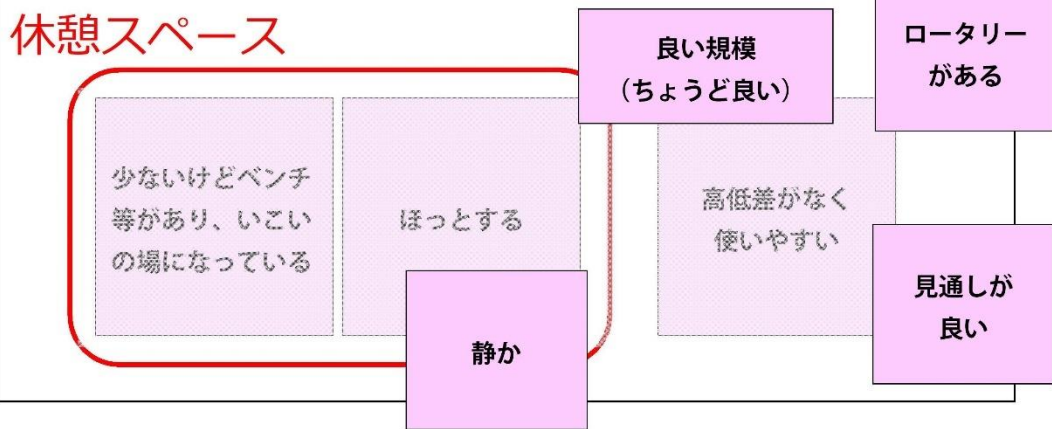 休憩スペース
良い規模
（ちょうど良い）
ロータリー
がある
少ないけどベンチ
等があり、いこい
の場になっている
ほっとする
高低差がなく
使いやすい
静か
見通しが
良い